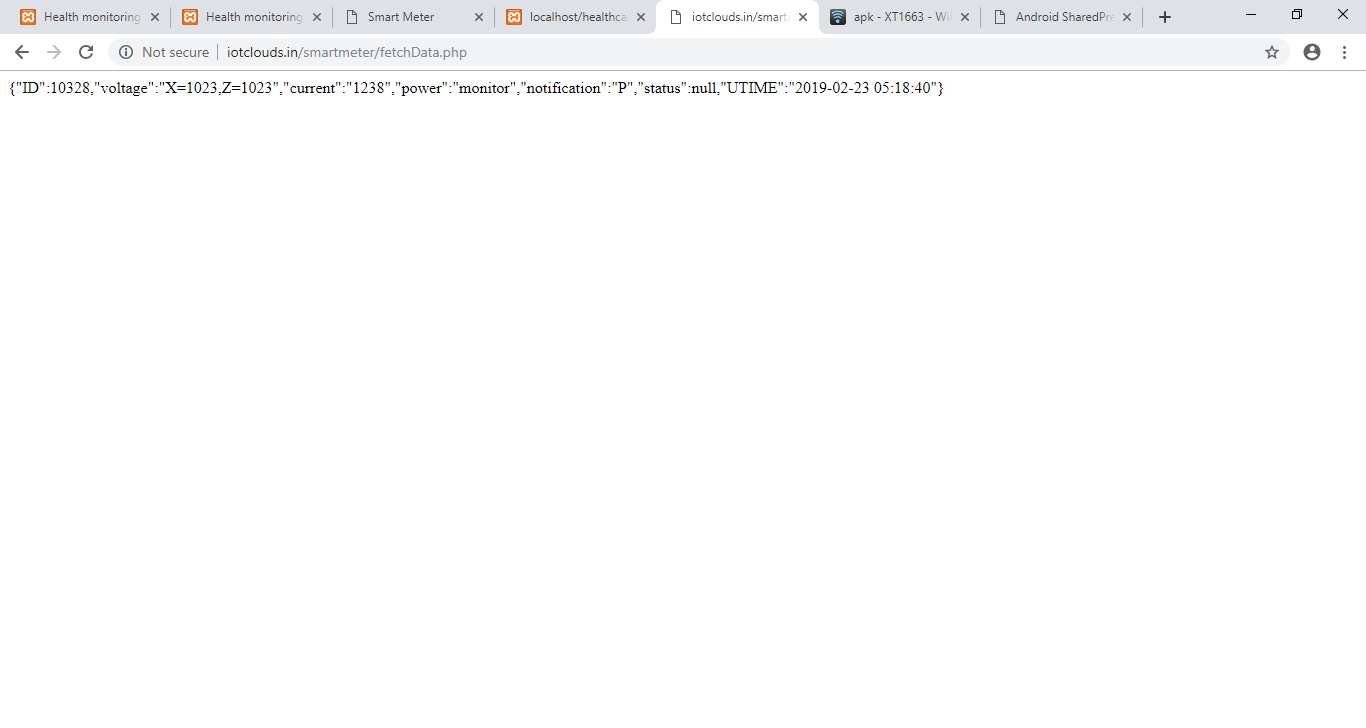 Health monitoring
Health monitoring
Smart Meter
localhost/healthca
iotclouds.in/smart
apk - XT1663 - Wi
Android SharedPre
Not secure
iotclouds.in/smartmeter/fetchData.php
{"ID":10328,"voltage":"X=1023,Z=1023","current":"1238","power":"monitor","notification":"P","status":null,"UTIME":"2019-02-23 05:18:40"}